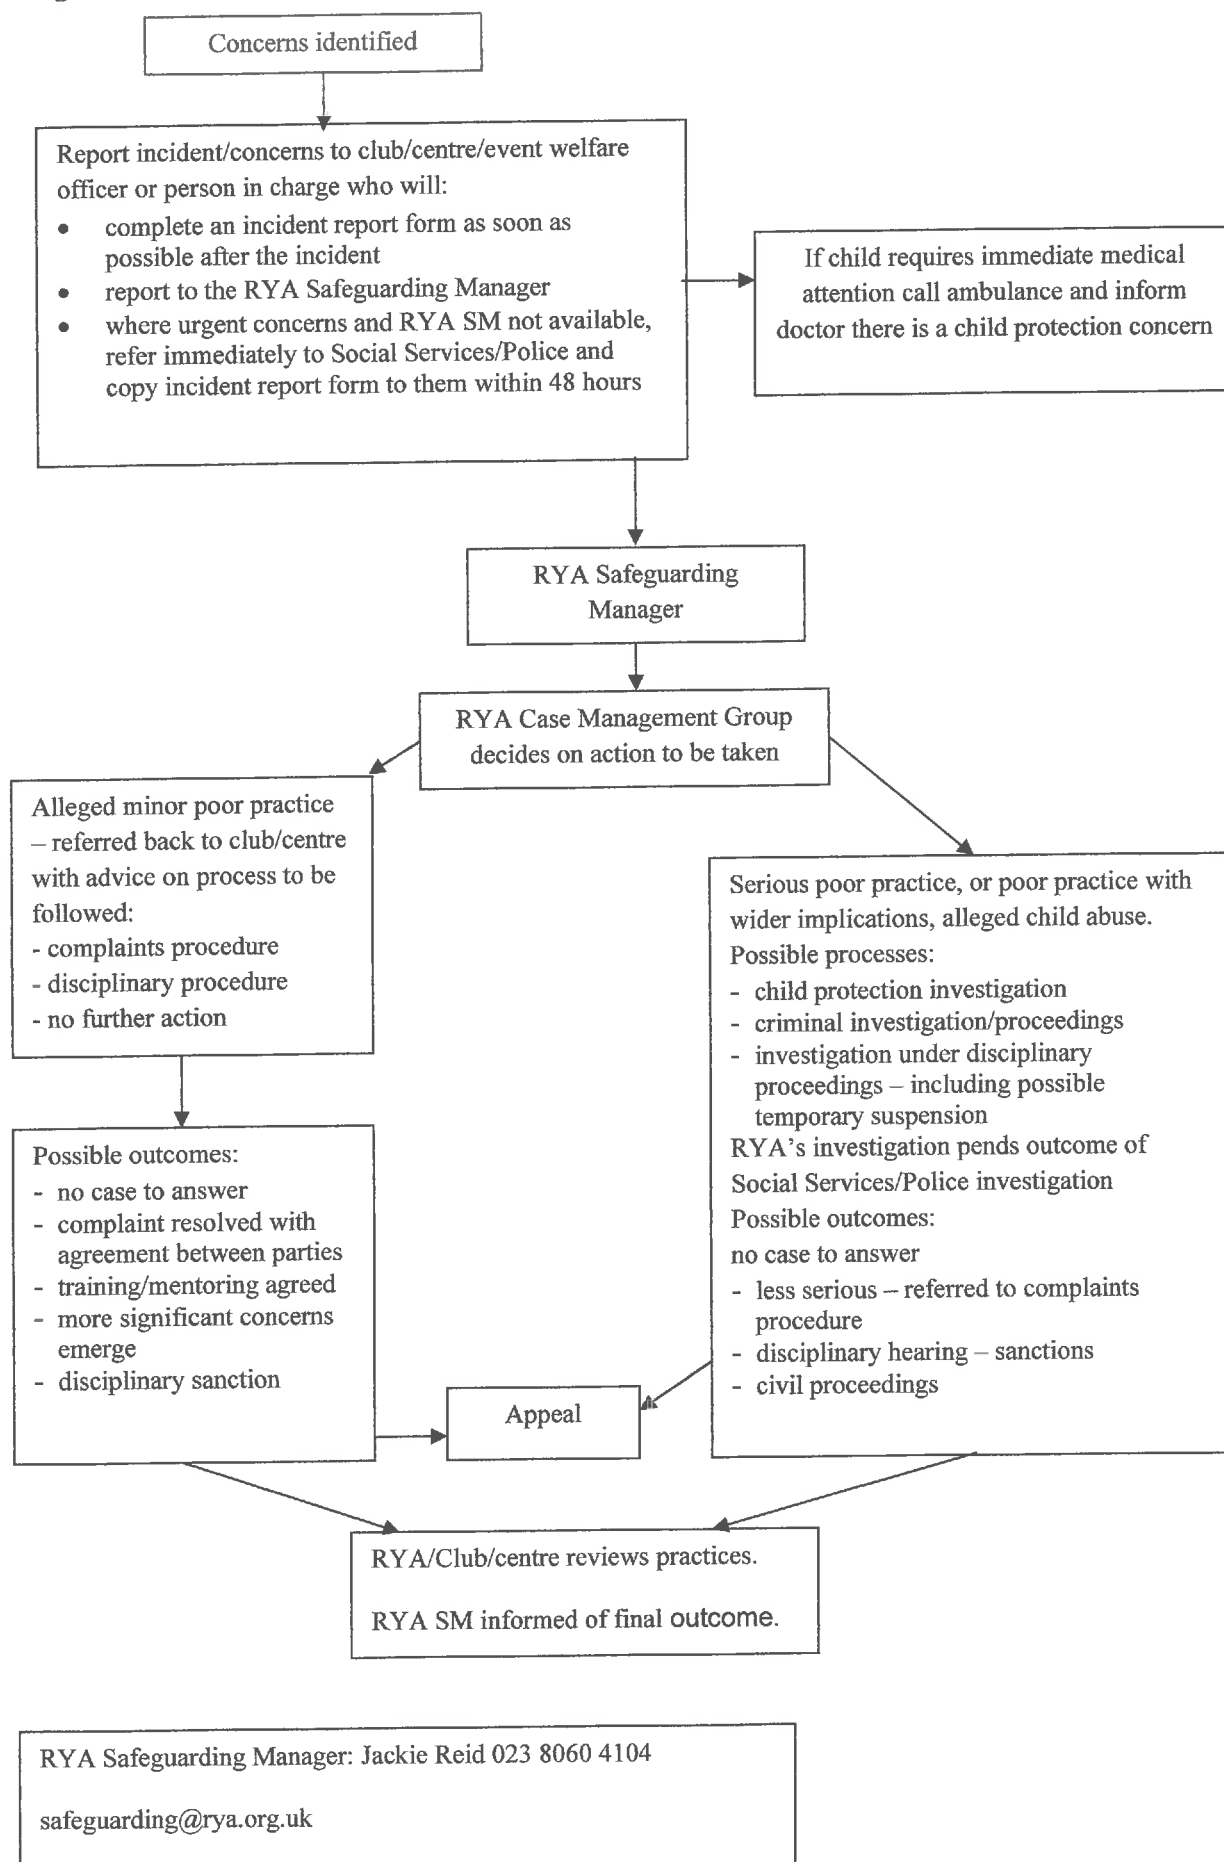 Concerns identified
Report incident/concerns to club/centre/event welfare
officer or person in charge who will:
• complete an incident report form as soon as
possible after the incident
• report to the RYA Safeguarding Manager
• where urgent concerns and RYA SM not available,
refer immediately to Social Services/Police and
copy incident report form to them within 48 hours
If child requires immediate medical
attention call ambulance and inform
doctor there is a child protection concern
RYA Safeguarding
Manager
RYA Case Management Group
decides on action to be taken
Alleged minor poor practice
– referred back to club/centre
with advice on process to be
followed:
- complaints procedure
- disciplinary procedure
- no further action
Possible outcomes:
- no case to answer
- complaint resolved with
agreement between parties
- training/mentoring agreed
- more significant concerns
emerge
- disciplinary sanction
Serious poor practice, or poor practice with
wider implications, alleged child abuse.
Possible processes:
- child protection investigation
- criminal investigation/proceedings
- investigation under disciplinary
proceedings – including possible
temporary suspension
RYA's investigation pends outcome of
Social Services/Police investigation
Possible outcomes:
no case to answer
- less serious – referred to complaints
procedure
- disciplinary hearing – sanctions
- civil proceedings
Appeal
RYA/Club/centre reviews practices.
RYA SM informed of final outcome.
RYA Safeguarding Manager: Jackie Reid 023 8060 4104
safeguarding@rya.org.uk